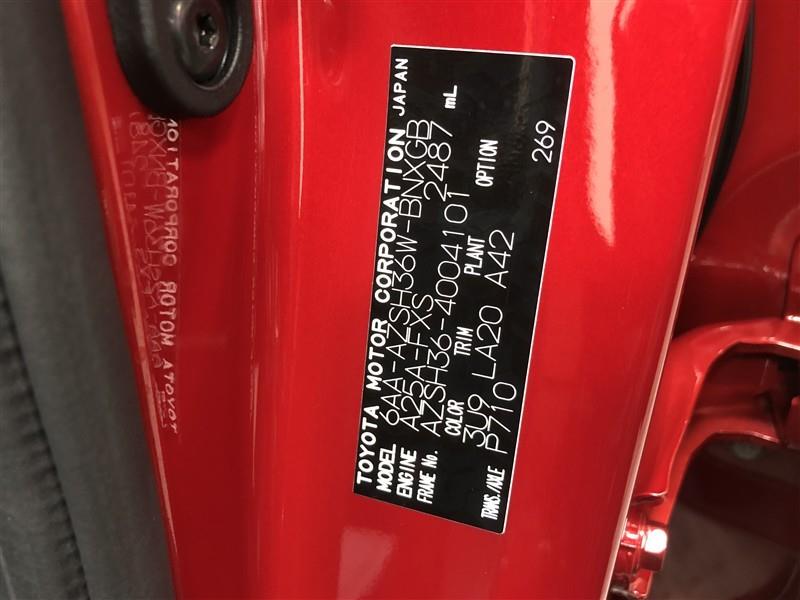 TOYOTA MOTOR CORPORATION JAPAN
MODEL 6AA-AZSH36W-BNXGB
ENGINE A25A-FXS 2487 mL
FRAME No. AZSH36-4004101
COLOR TRIM PLANT OPTION
3U9 LA20 A42
TRANS./AXLE P710 269